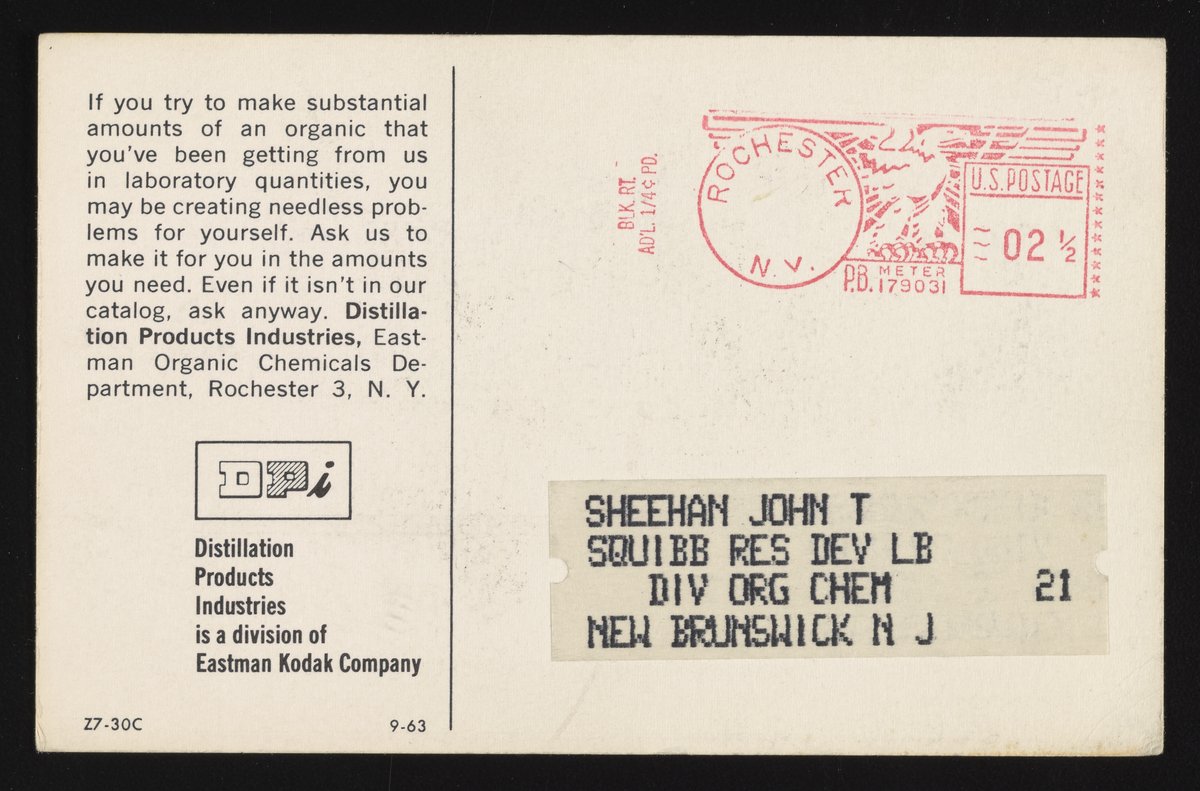 If you try to make substantial
amounts of an organic that
you've been getting from us
in laboratory quantities, you
may be creating needless prob-
lems for yourself. Ask us to
make it for you in the amounts
you need. Even if it isn't in our
catalog, ask anyway. Distilla-
tion Products Industries, East-
man Organic Chemicals De-
partment, Rochester 3, N. Y.
DPi
Distillation
Products
Industries
is a division of
Eastman Kodak Company
Z7-30C 9-63
BLK. RT.
AD'L. 1/4¢ PD.
ROCHESTER
N.Y.
U.S. POSTAGE
02 ½
P.B. METER
179031
SHEEHAN JOHN T
SQUIBB RES DEV LB
DIV ORG CHEM 21
NEW BRUNSWICK N J